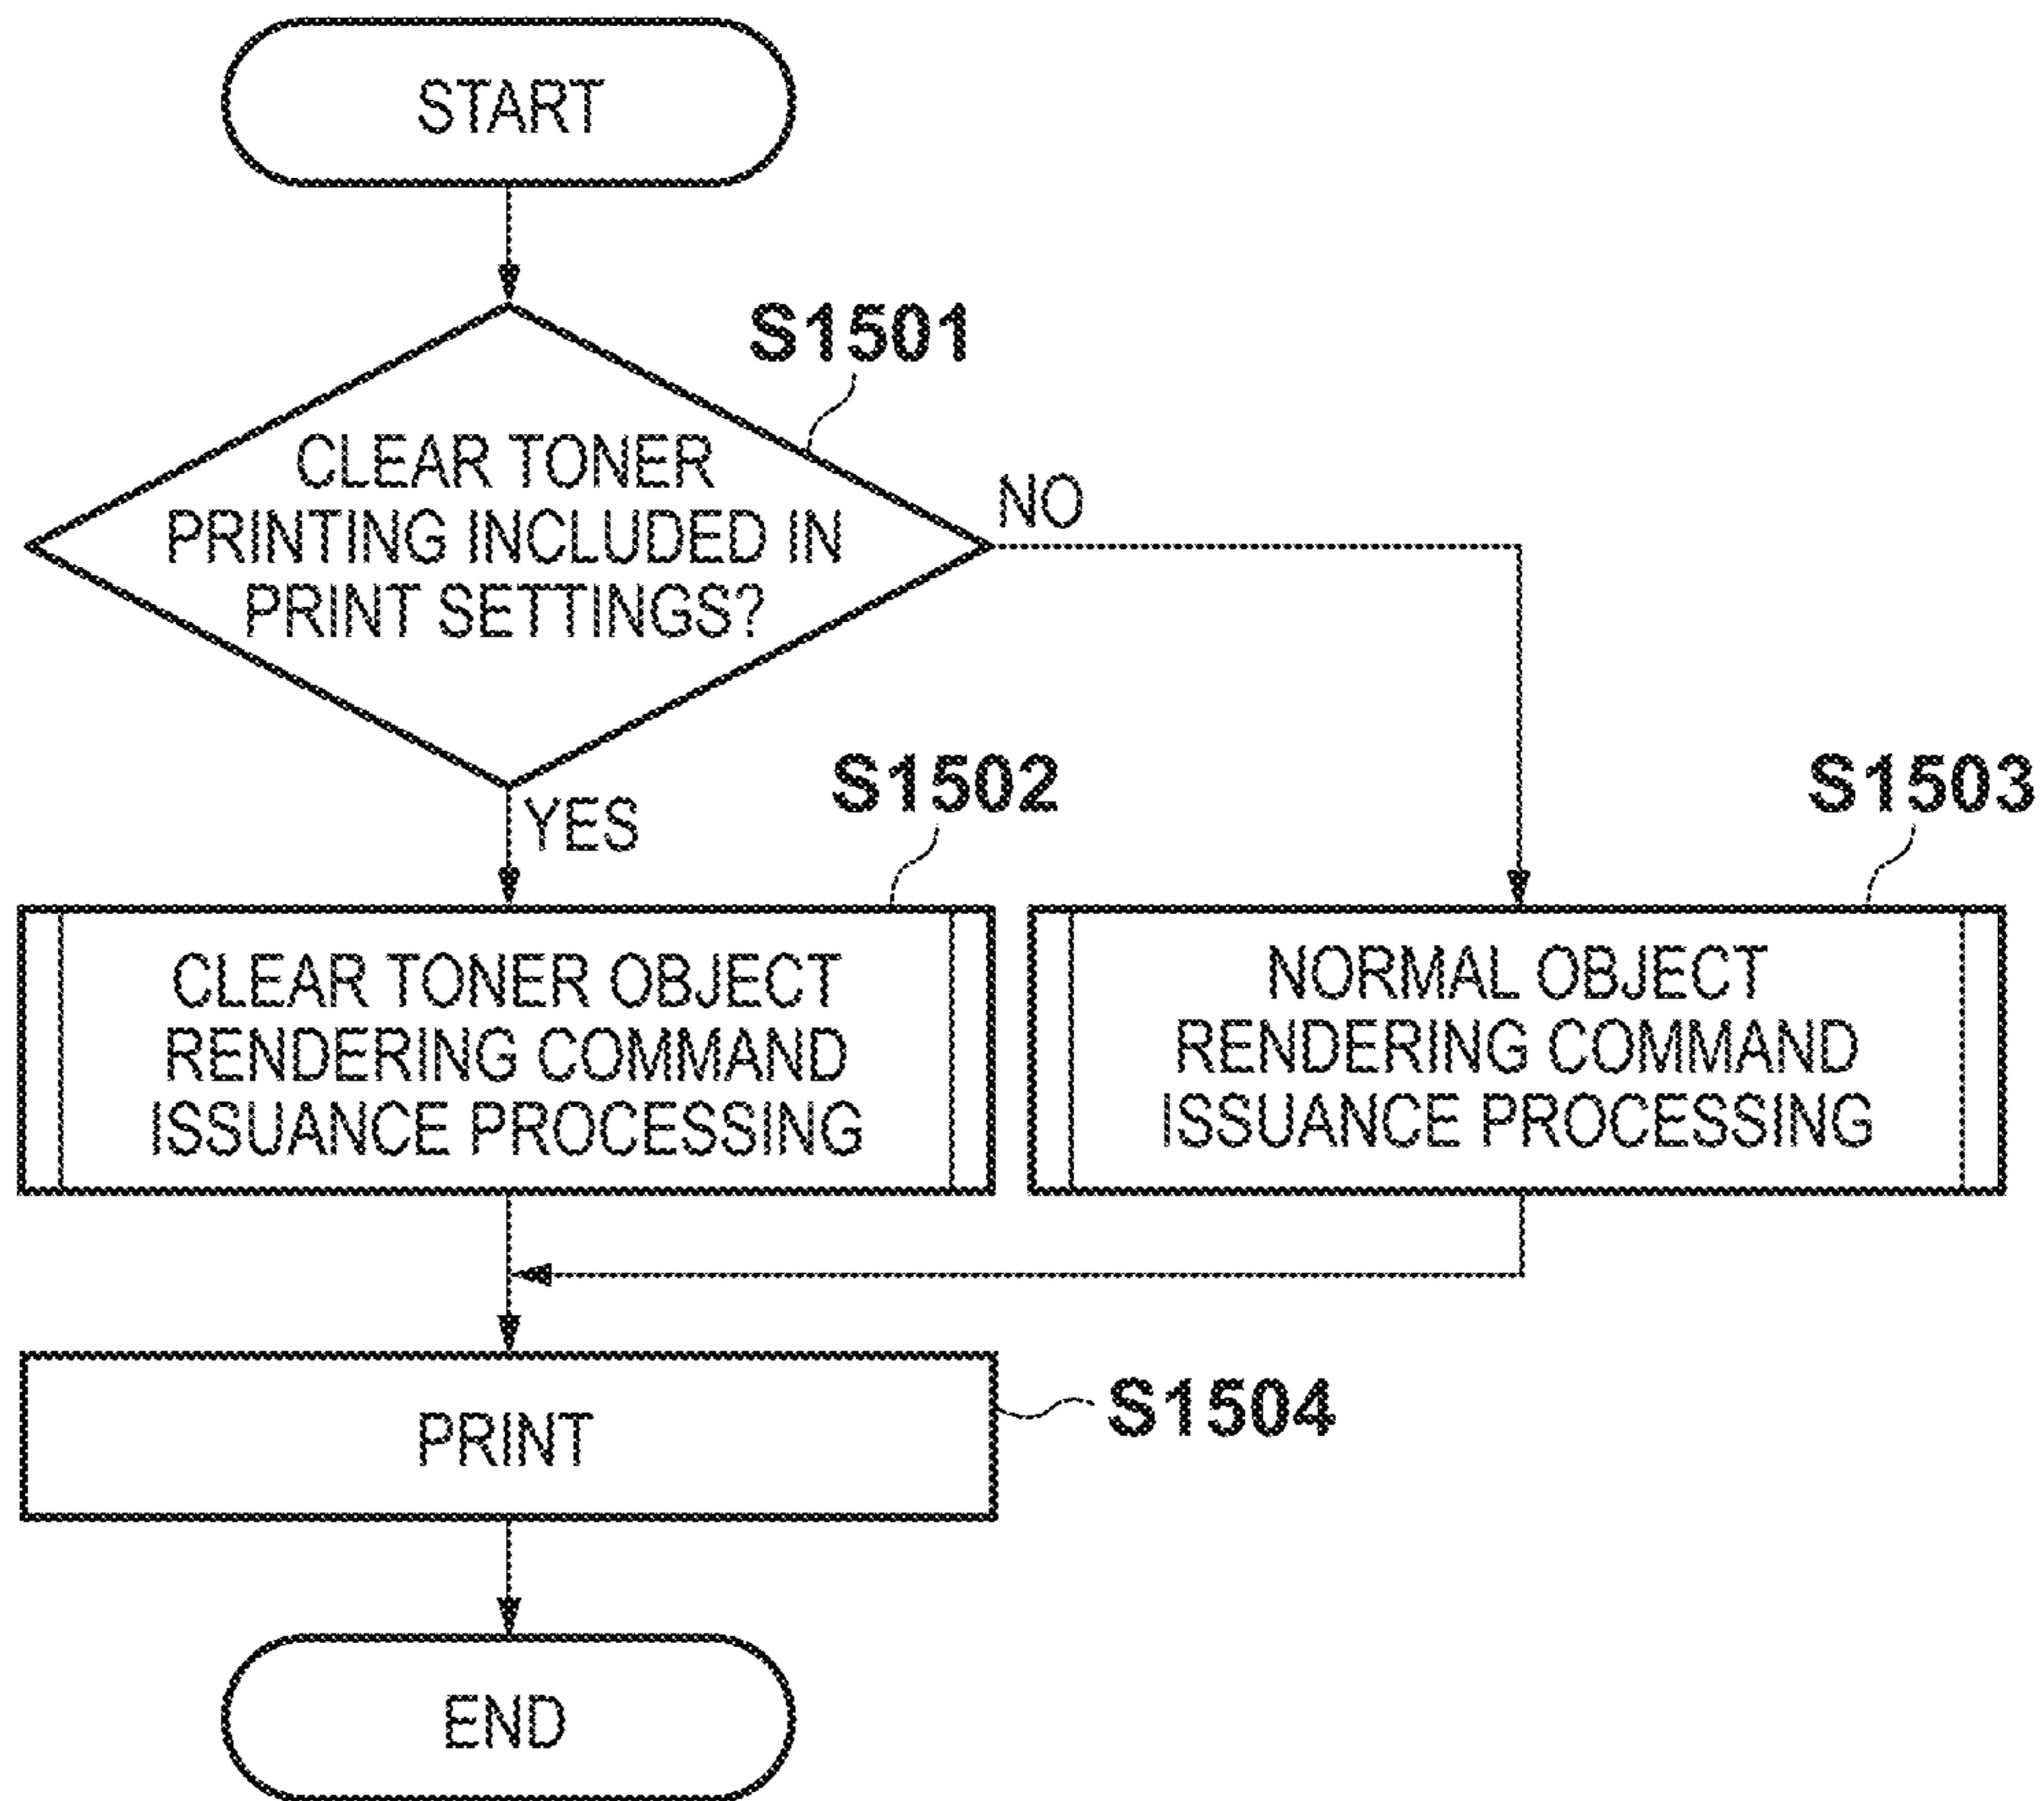 START
S1501
CLEAR TONER
PRINTING INCLUDED IN
PRINT SETTINGS?
NO
YES
S1502
S1503
CLEAR TONER OBJECT
RENDERING COMMAND
ISSUANCE PROCESSING
NORMAL OBJECT
RENDERING COMMAND
ISSUANCE PROCESSING
PRINT
S1504
END